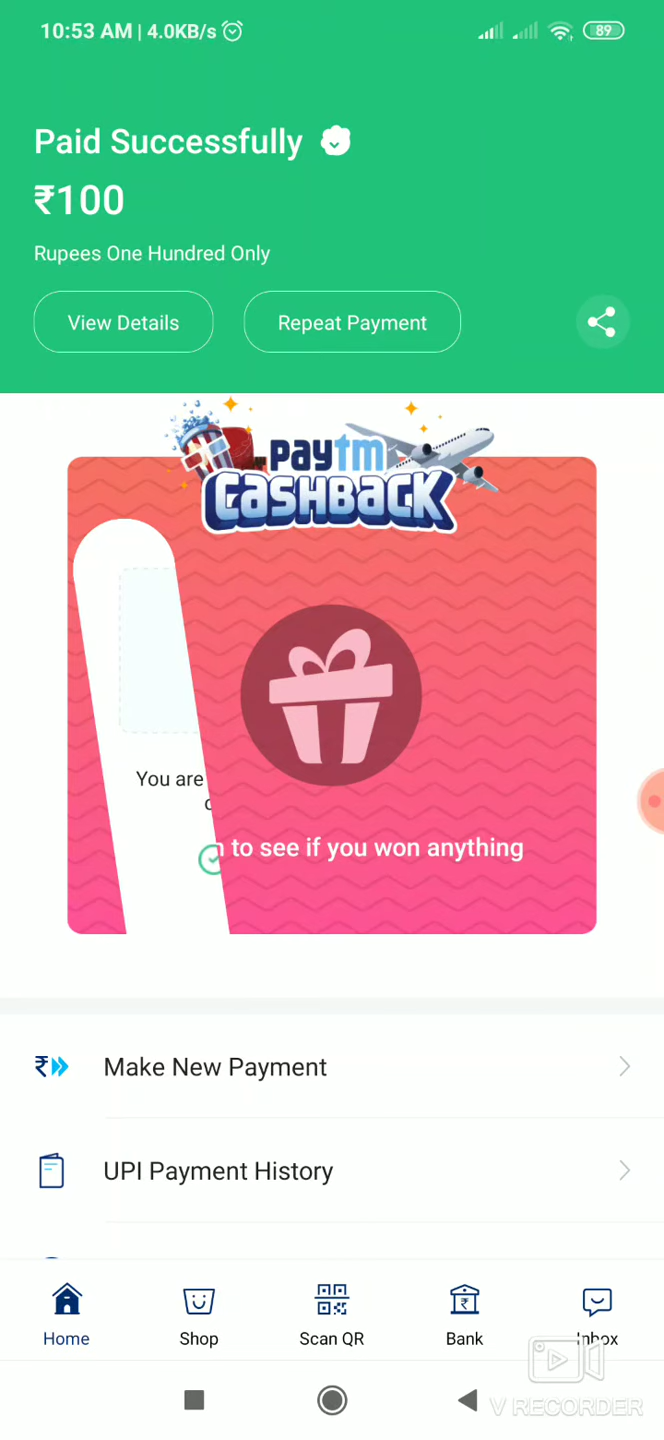 10:53 AM | 4.0KB/s
89
Paid Successfully
₹100
Rupees One Hundred Only
View Details
Repeat Payment
paytm
CASHBACK
You are
to see if you won anything
Make New Payment
UPI Payment History
Home
Shop
Scan QR
Bank
Inbox
V RECORDER